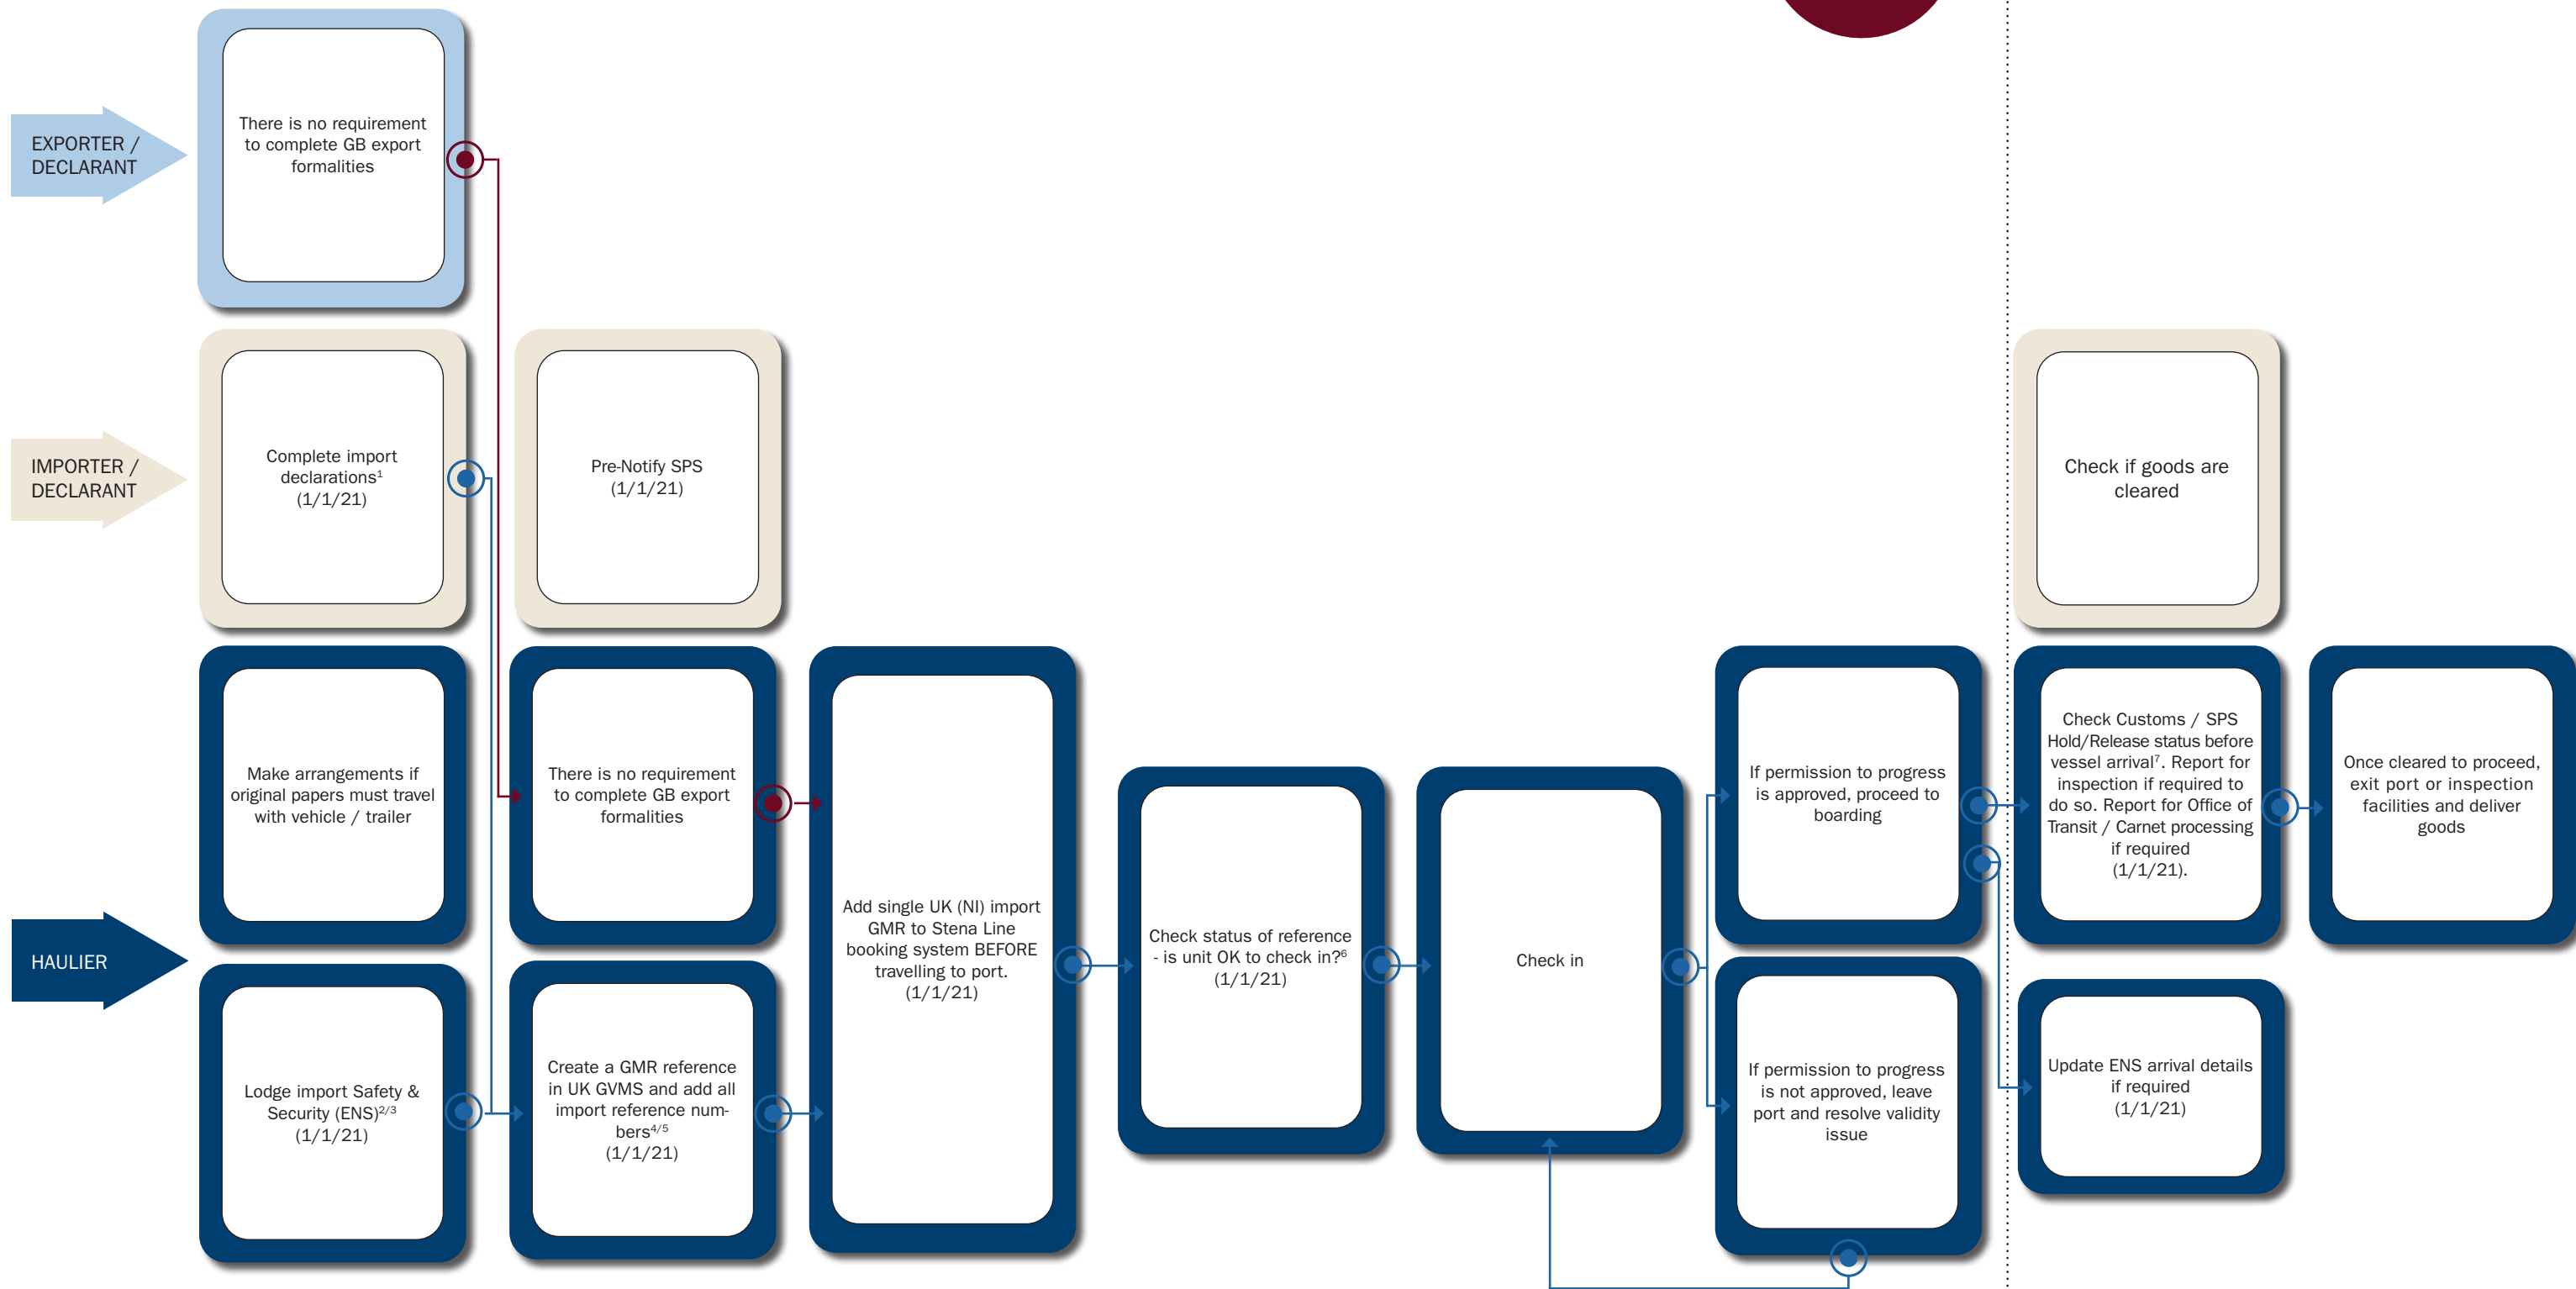 EXPORTER /
DECLARANT
There is no requirement
to complete GB export
formalities
IMPORTER /
DECLARANT
Complete import
declarations¹
(1/1/21)
Pre-Notify SPS
(1/1/21)
Check if goods are
cleared
HAULIER
Make arrangements if
original papers must travel
with vehicle / trailer
There is no requirement
to complete GB export
formalities
Lodge import Safety &
Security (ENS)²/³
(1/1/21)
Create a GMR reference
in UK GVMS and add all
import reference num-
bers⁴/⁵
(1/1/21)
Add single UK (NI) import
GMR to Stena Line
booking system BEFORE
travelling to port.
(1/1/21)
Check status of reference
- is unit OK to check in?⁶
(1/1/21)
Check in
If permission to progress
is approved, proceed to
boarding
If permission to progress
is not approved, leave
port and resolve validity
issue
Check Customs / SPS
Hold/Release status before
vessel arrival⁷. Report for
inspection if required to
do so. Report for Office of
Transit / Carnet processing
if required
(1/1/21).
Once cleared to proceed,
exit port or inspection
facilities and deliver
goods
Update ENS arrival details
if required
(1/1/21)